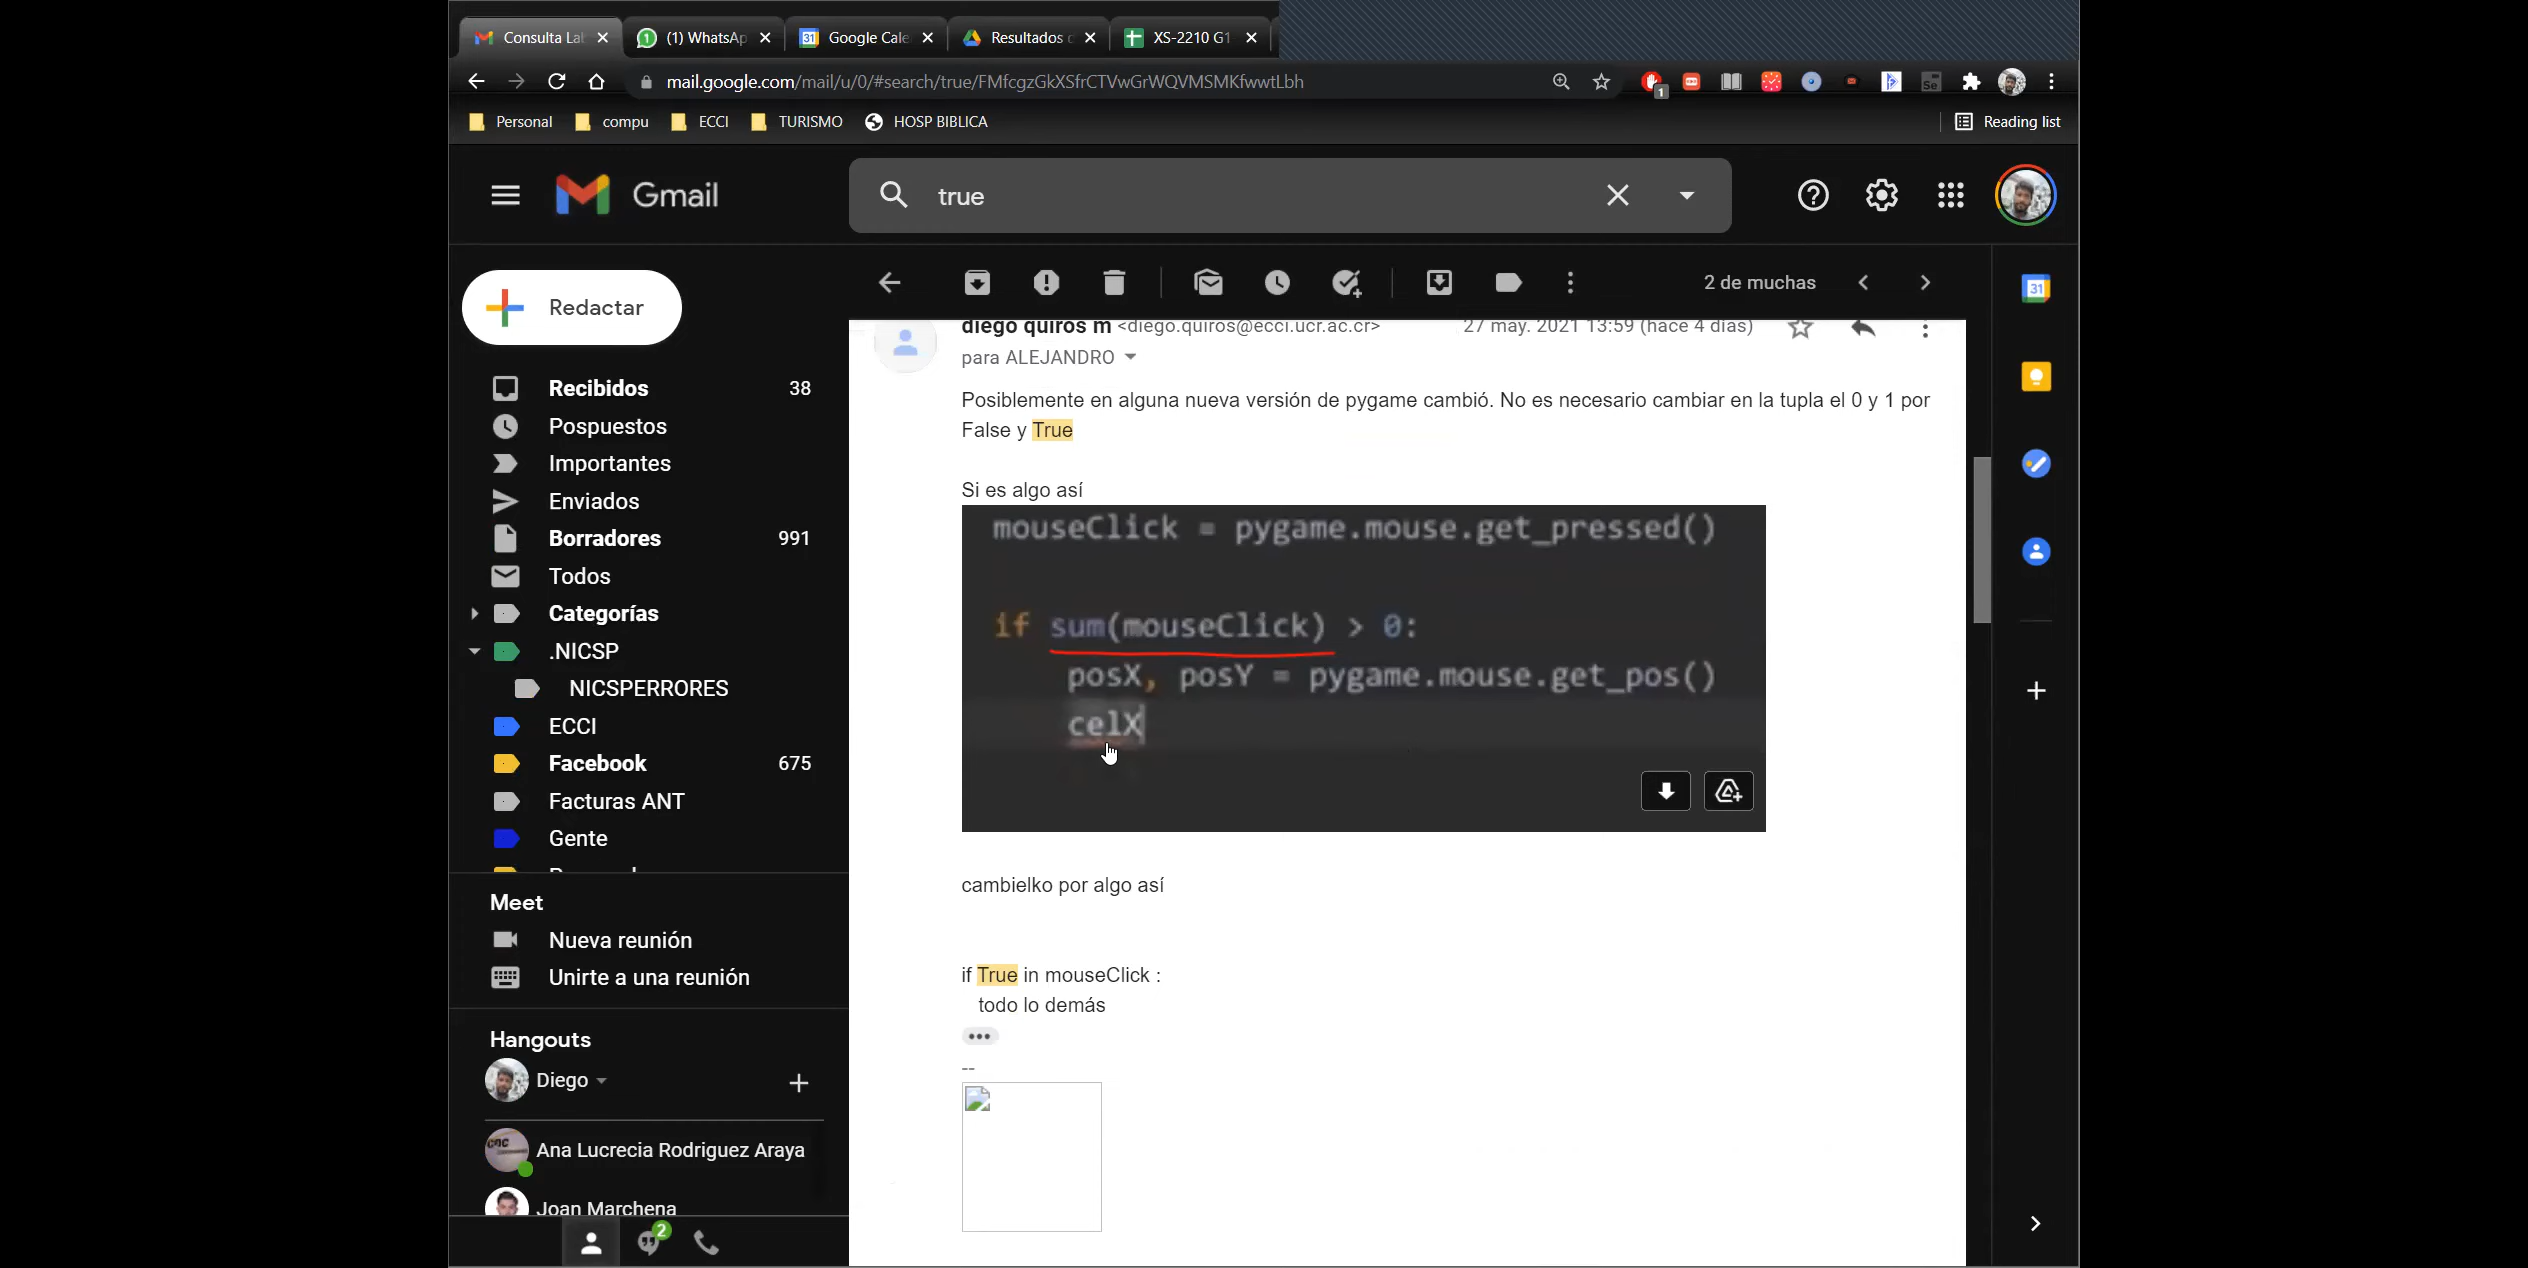 Consulta La
(1) WhatsAp
Google Cale
Resultados
XS-2210 G1
mail.google.com/mail/u/0/#search/true/FMfcgzGkXSfrCTVwGrWQVMSMKfwwtLbh
1
Personal
compu
ECCI
TURISMO
HOSP BIBLICA
Reading list
Gmail
true
Redactar
2 de muchas
31
Recibidos 38
Pospuestos
Importantes
Enviados
Borradores 991
Todos
Categorías
.NICSP
NICSPERRORES
ECCI
Facebook 675
Facturas ANT
Gente
Meet
Nueva reunión
Unirte a una reunión
Hangouts
Diego
Ana Lucrecia Rodriguez Araya
Joan Marchena
2
diego quiros m <diego.quiros@ecci.ucr.ac.cr> 27 may. 2021 13:59 (hace 4 días)
para ALEJANDRO
Posiblemente en alguna nueva versión de pygame cambió. No es necesario cambiar en la tupla el 0 y 1 por
False y True
Si es algo así
mouseClick = pygame.mouse.get_pressed()
if sum(mouseClick) > 0:
posX, posY = pygame.mouse.get_pos()
celX
cambielko por algo así
if True in mouseClick :
todo lo demás
--